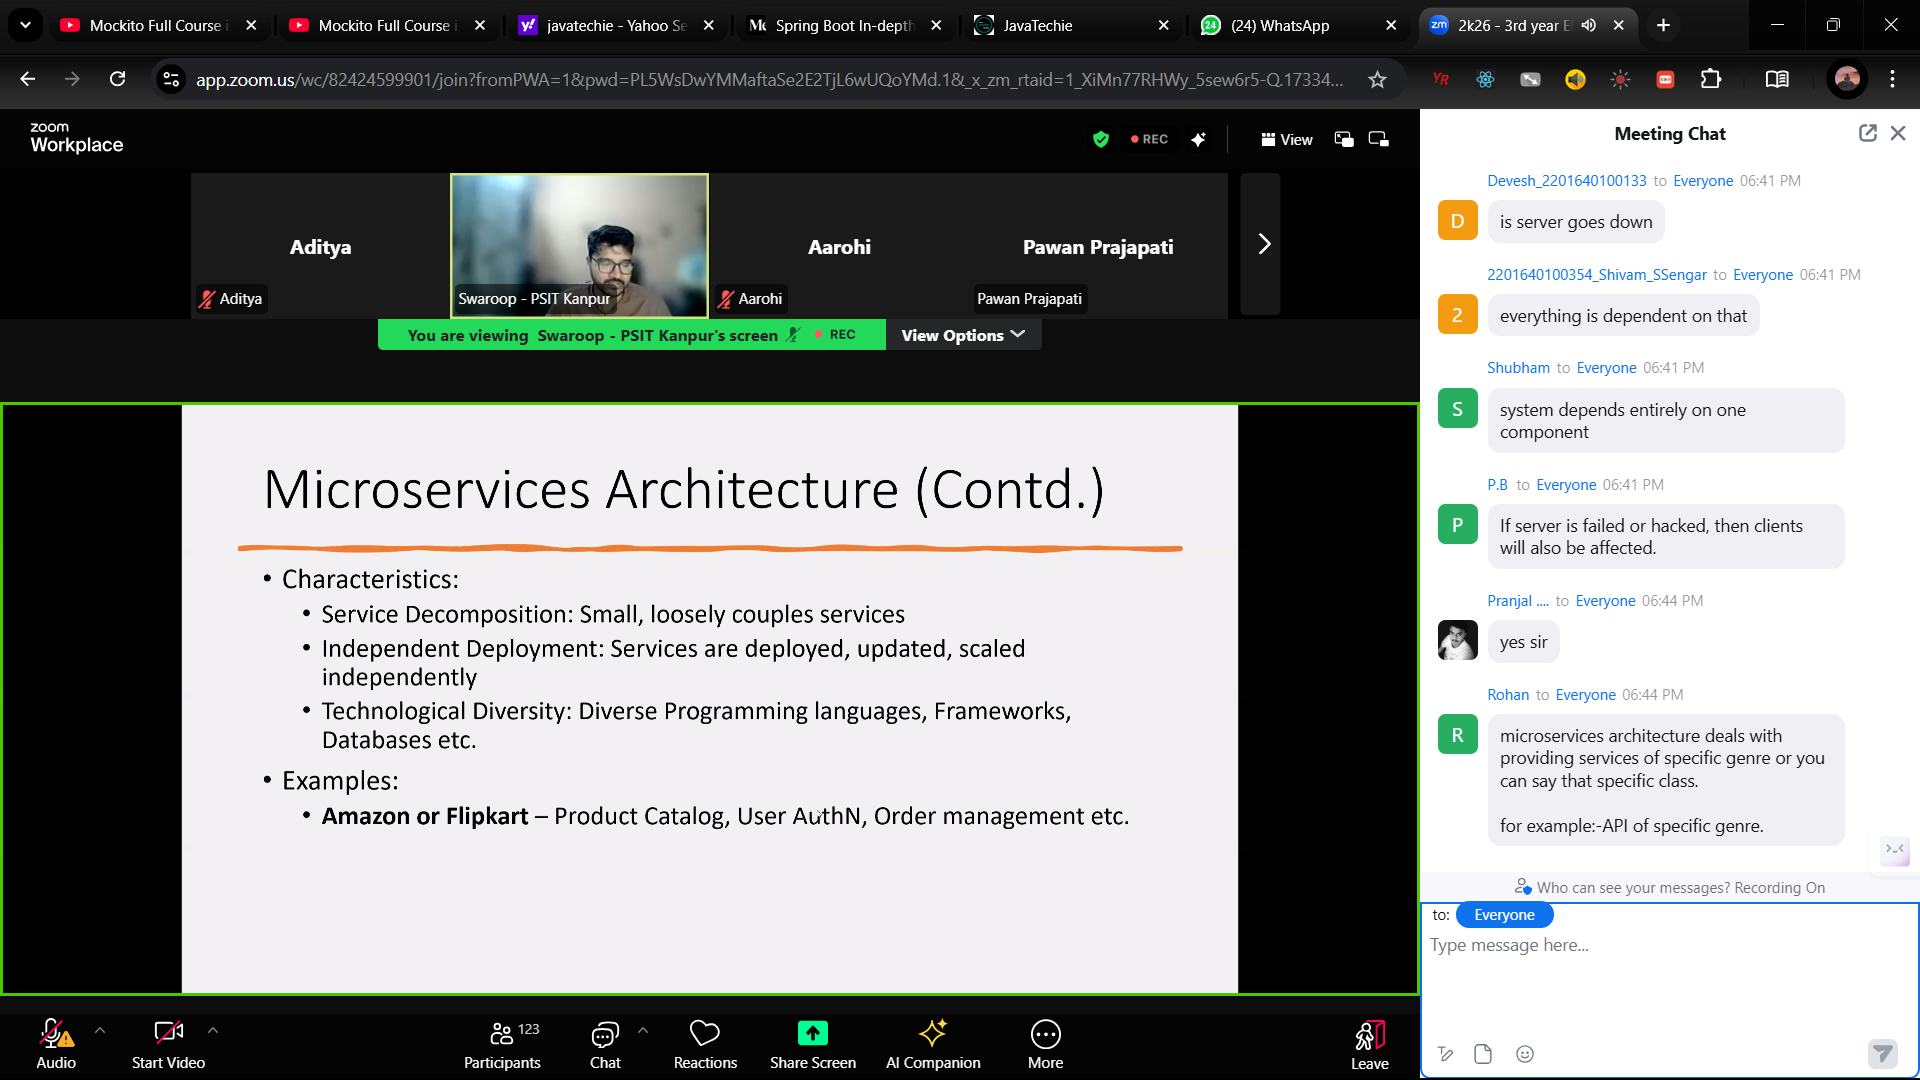 Mockito Full Course i
Mockito Full Course i
javatechie - Yahoo Se
Spring Boot In-depth
JavaTechie
(24) WhatsApp
zm 2k26 - 3rd year
app.zoom.us/wc/82424599901/join?fromPWA=1&pwd=PL5WsDwYMMaftaSe2E2TjL6wUQoYMd.1&_x_zm_rtaid=1_XiMn77RHWy_5sew6r5-Q.17334...
zoom
Workplace
REC
View
Aditya
Aarohi
Pawan Prajapati
Aditya
Swaroop - PSIT Kanpur
Aarohi
Pawan Prajapati
You are viewing Swaroop - PSIT Kanpur's screen REC View Options
Microservices Architecture (Contd.)
• Characteristics:
• Service Decomposition: Small, loosely couples services
• Independent Deployment: Services are deployed, updated, scaled
independently
• Technological Diversity: Diverse Programming languages, Frameworks,
Databases etc.
• Examples:
• Amazon or Flipkart – Product Catalog, User AuthN, Order management etc.
Audio
Start Video
123
Participants
Chat
Reactions
Share Screen
AI Companion
More
Leave
Meeting Chat
Devesh_2201640100133 to Everyone 06:41 PM
D
is server goes down
2201640100354_Shivam_SSengar to Everyone 06:41 PM
2
everything is dependent on that
Shubham to Everyone 06:41 PM
S
system depends entirely on one
component
P.B to Everyone 06:41 PM
P
If server is failed or hacked, then clients
will also be affected.
Pranjal .... to Everyone 06:44 PM
yes sir
Rohan to Everyone 06:44 PM
R
microservices architecture deals with
providing services of specific genre or you
can say that specific class.
for example:-API of specific genre.
Who can see your messages? Recording On
to: Everyone
Type message here...